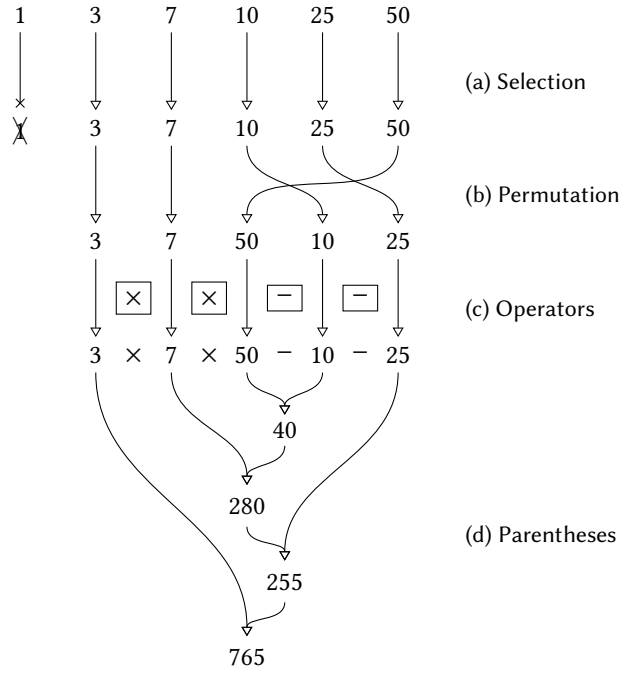 1 3 7 10 25 50
(a) Selection
1 3 7 10 25 50
(b) Permutation
3 7 50 10 25
× × − −
(c) Operators
3 × 7 × 50 − 10 − 25
40
280
(d) Parentheses
255
765